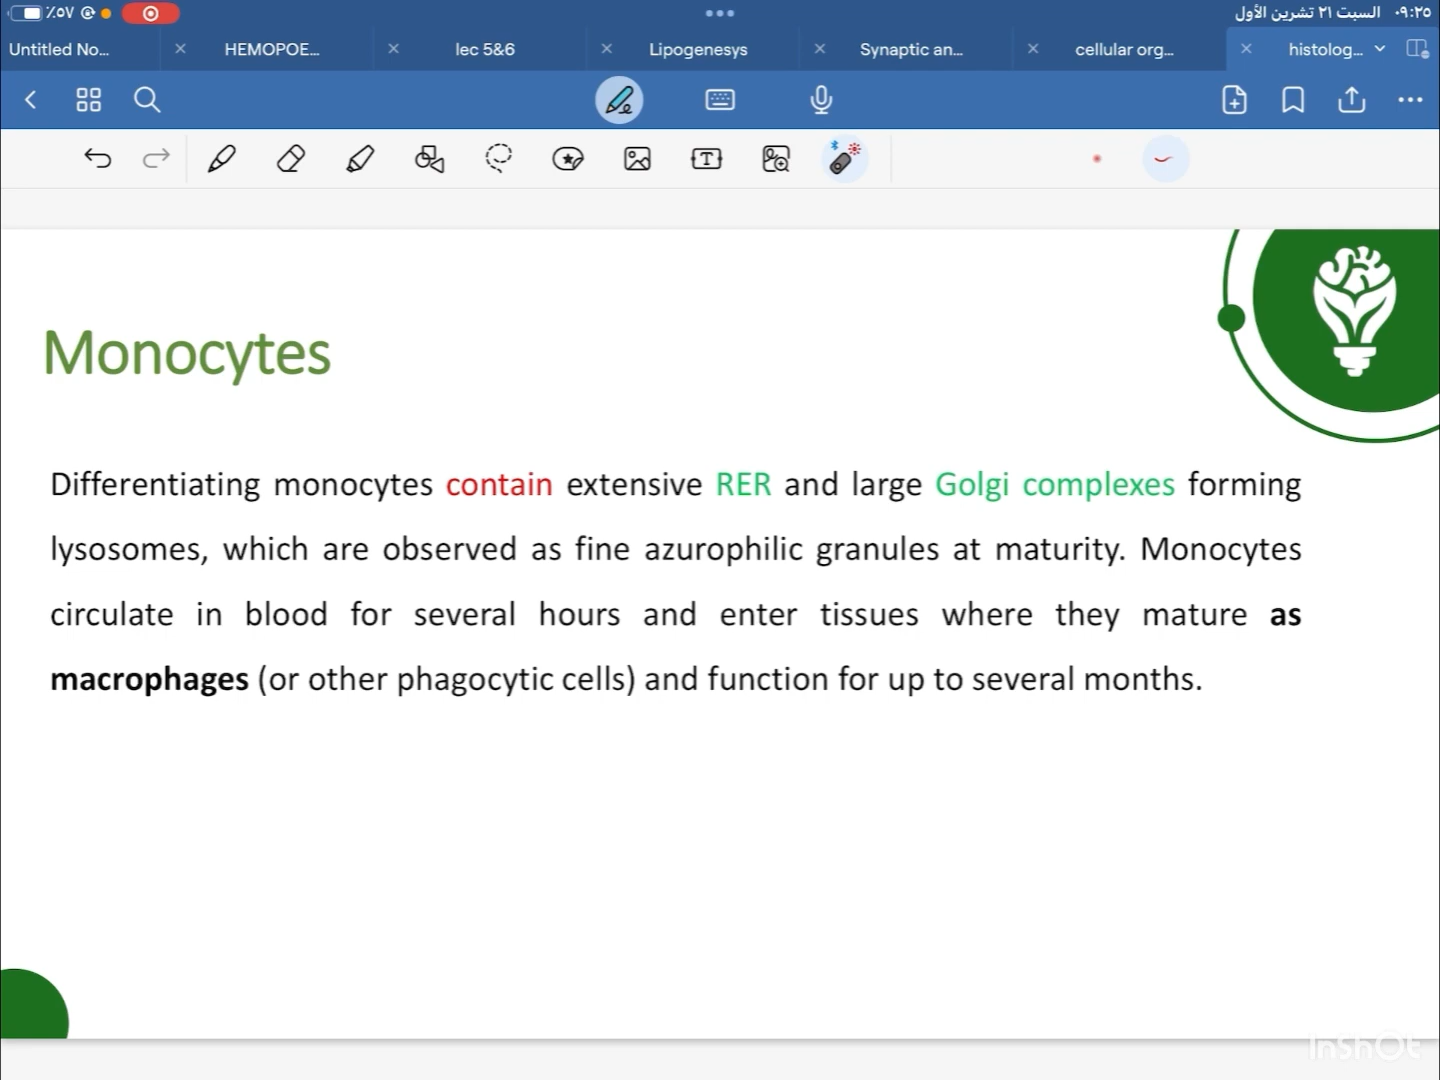 ٪٥٧
السبت ٢١ تشرين الأول ٠٩:٢٥
Untitled No... HEMOPOE... lec 5&6 Lipogenesys Synaptic an... cellular org... histolog...
Monocytes
Differentiating monocytes contain extensive RER and large Golgi complexes forming
lysosomes, which are observed as fine azurophilic granules at maturity. Monocytes
circulate in blood for several hours and enter tissues where they mature as
macrophages (or other phagocytic cells) and function for up to several months.
InShOt